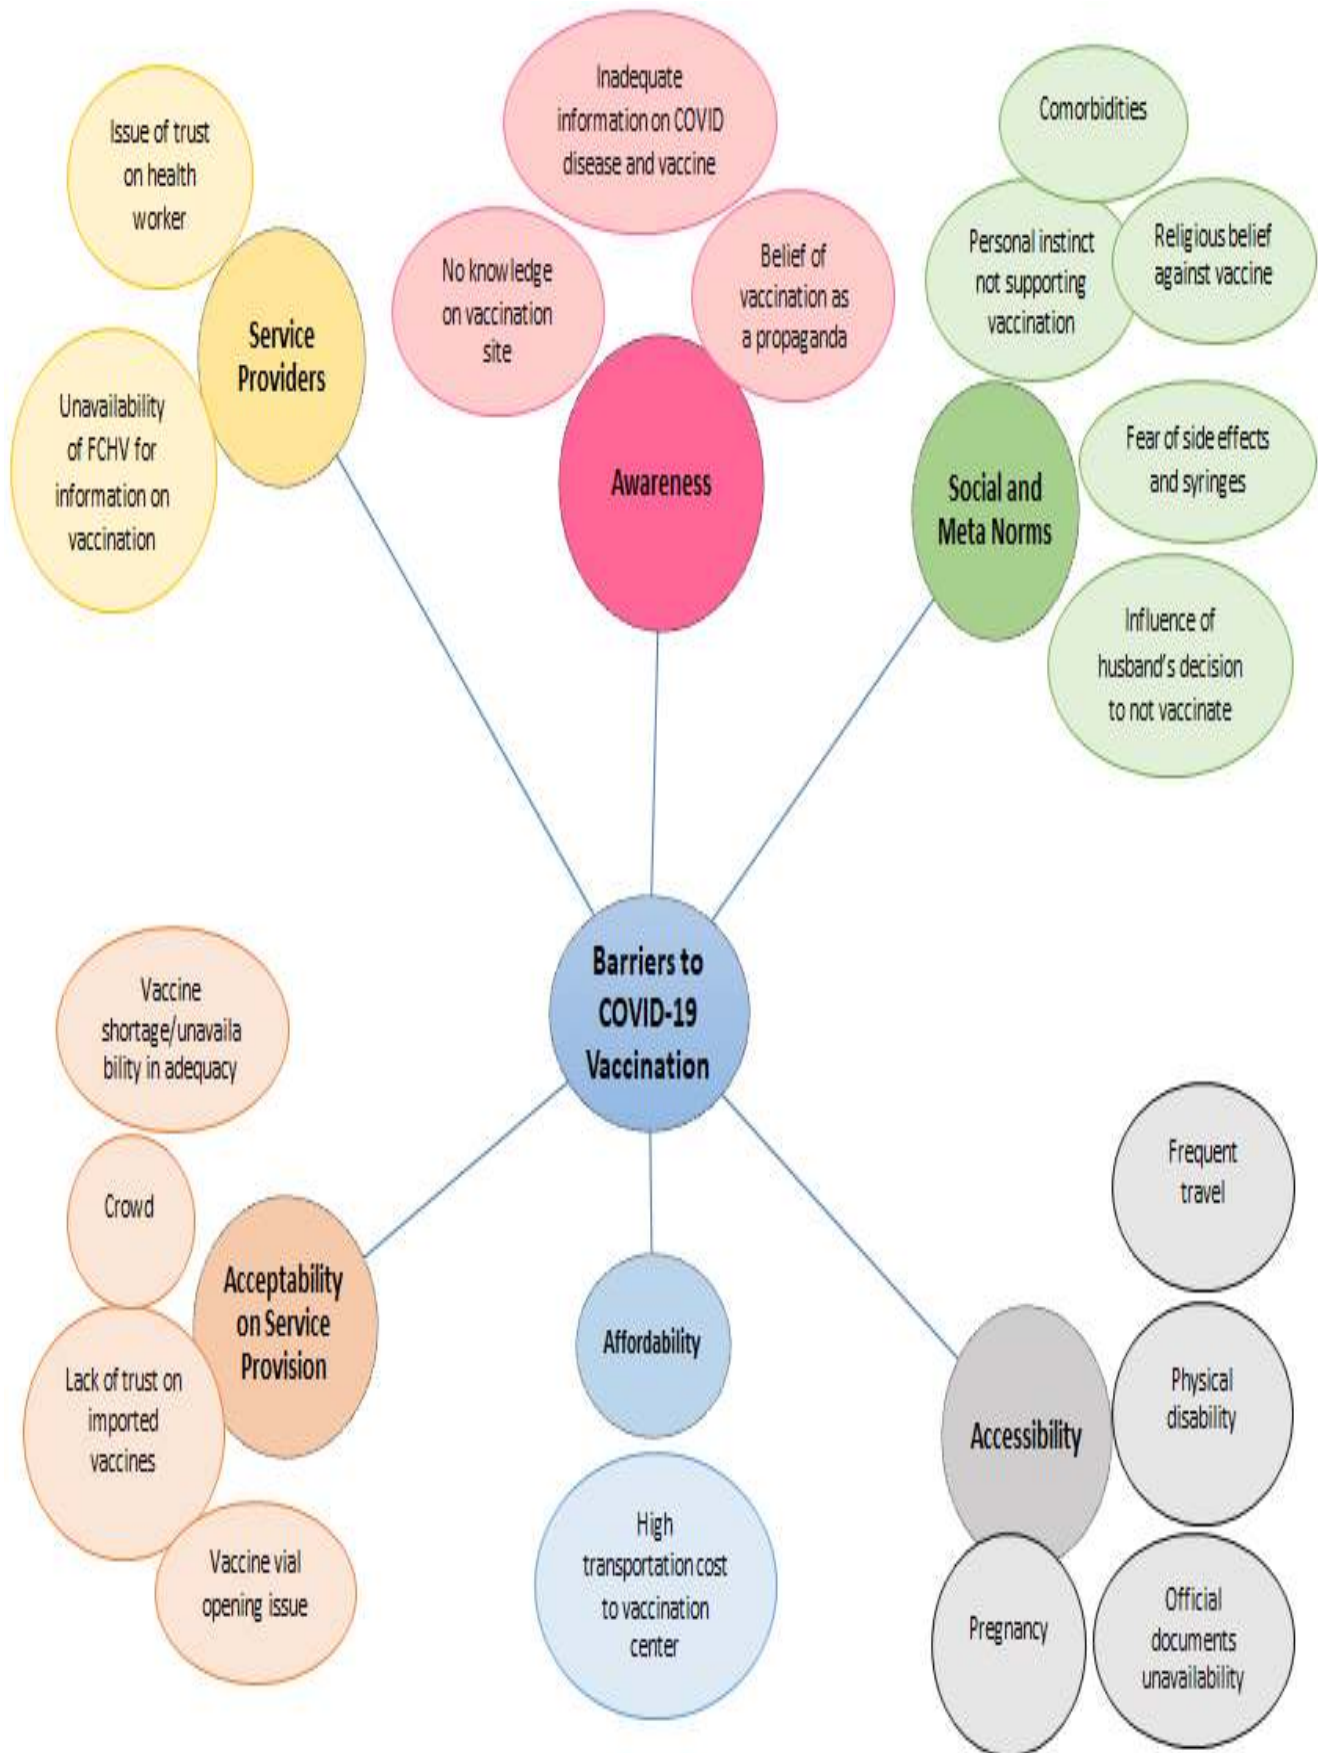 Issue of trust
on health
worker
Service
Providers
Unavailability
of FCHV for
information on
vaccination
Inadequate
information on COVID
disease and vaccine
No knowledge
on vaccination
site
Belief of
vaccination as
a propaganda
Awareness
Comorbidities
Personal instinct
not supporting
vaccination
Religious belief
against vaccine
Fear of side effects
and syringes
Social and
Meta Norms
Influence of
husband's decision
to not vaccinate
Barriers to
COVID-19
Vaccination
Vaccine
shortage/unavaila
bility in adequacy
Crowd
Acceptability
on Service
Provision
Lack of trust on
imported
vaccines
Vaccine vial
opening issue
Affordability
High
transportation cost
to vaccination
center
Frequent
travel
Physical
disability
Accessibility
Pregnancy
Official
documents
unavailability